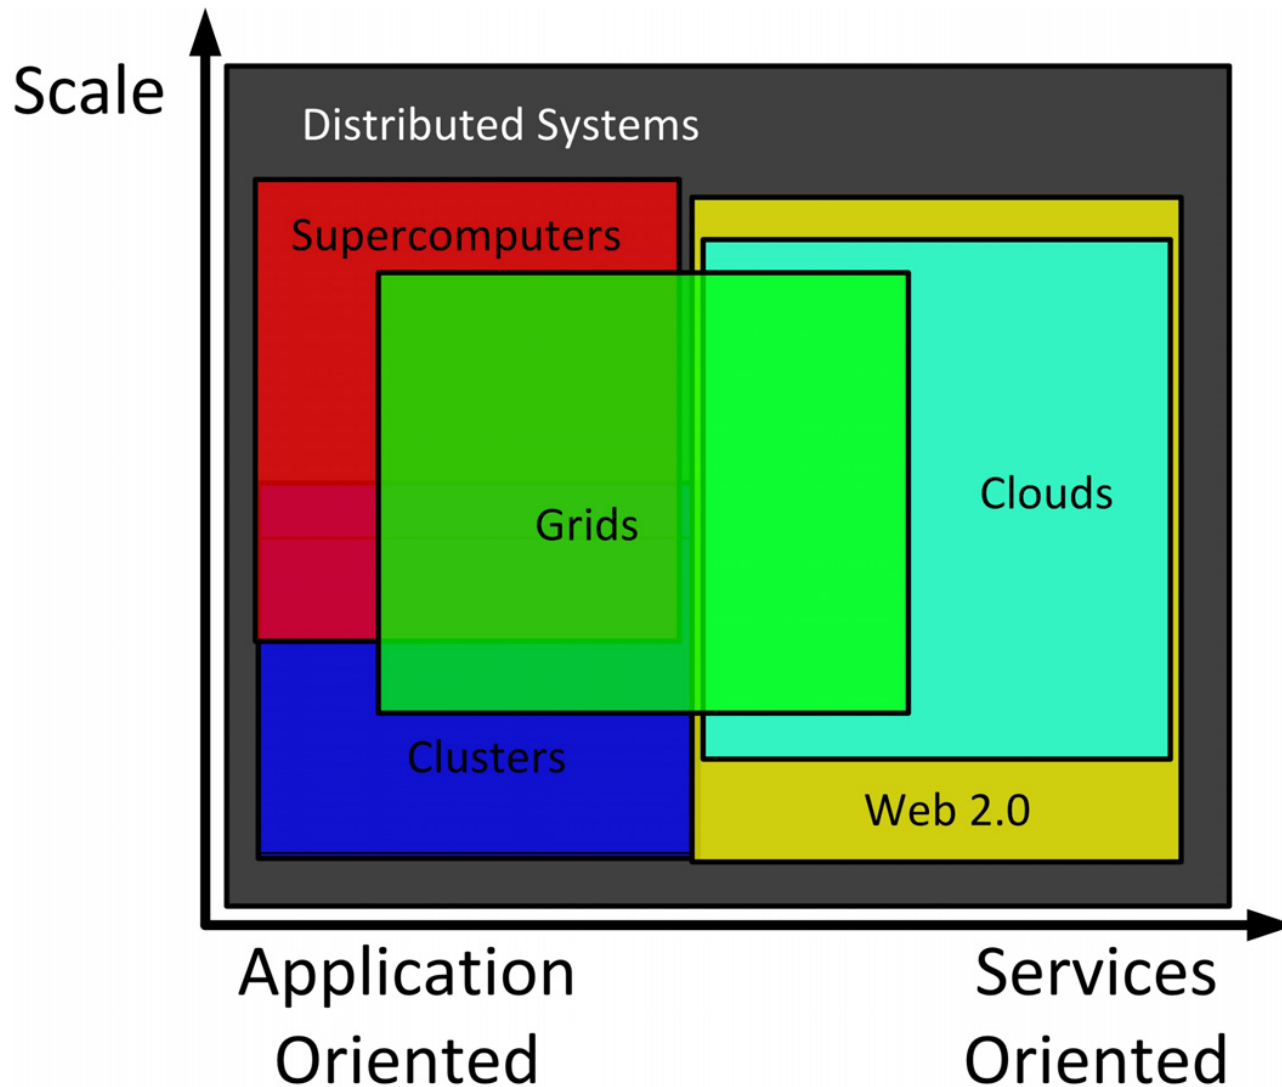 Scale
Distributed Systems
Supercomputers
Grids
Clouds
Clusters
Web 2.0
Application
Oriented
Services
Oriented